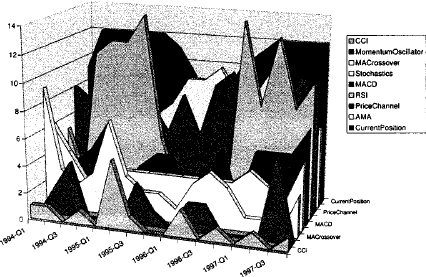 14
12
10
8
6
4
2
0
1994-Q1
1994-Q3
1995-Q1
1995-Q3
1996-Q1
1996-Q3
1997-Q1
1997-Q3
CCI
MACrossover
MACD
PriceChannel
CurrentPosition
CCI
MomentumOscillator
MACrossover
Stochastics
MACD
RSI
PriceChannel
AMA
CurrentPosition